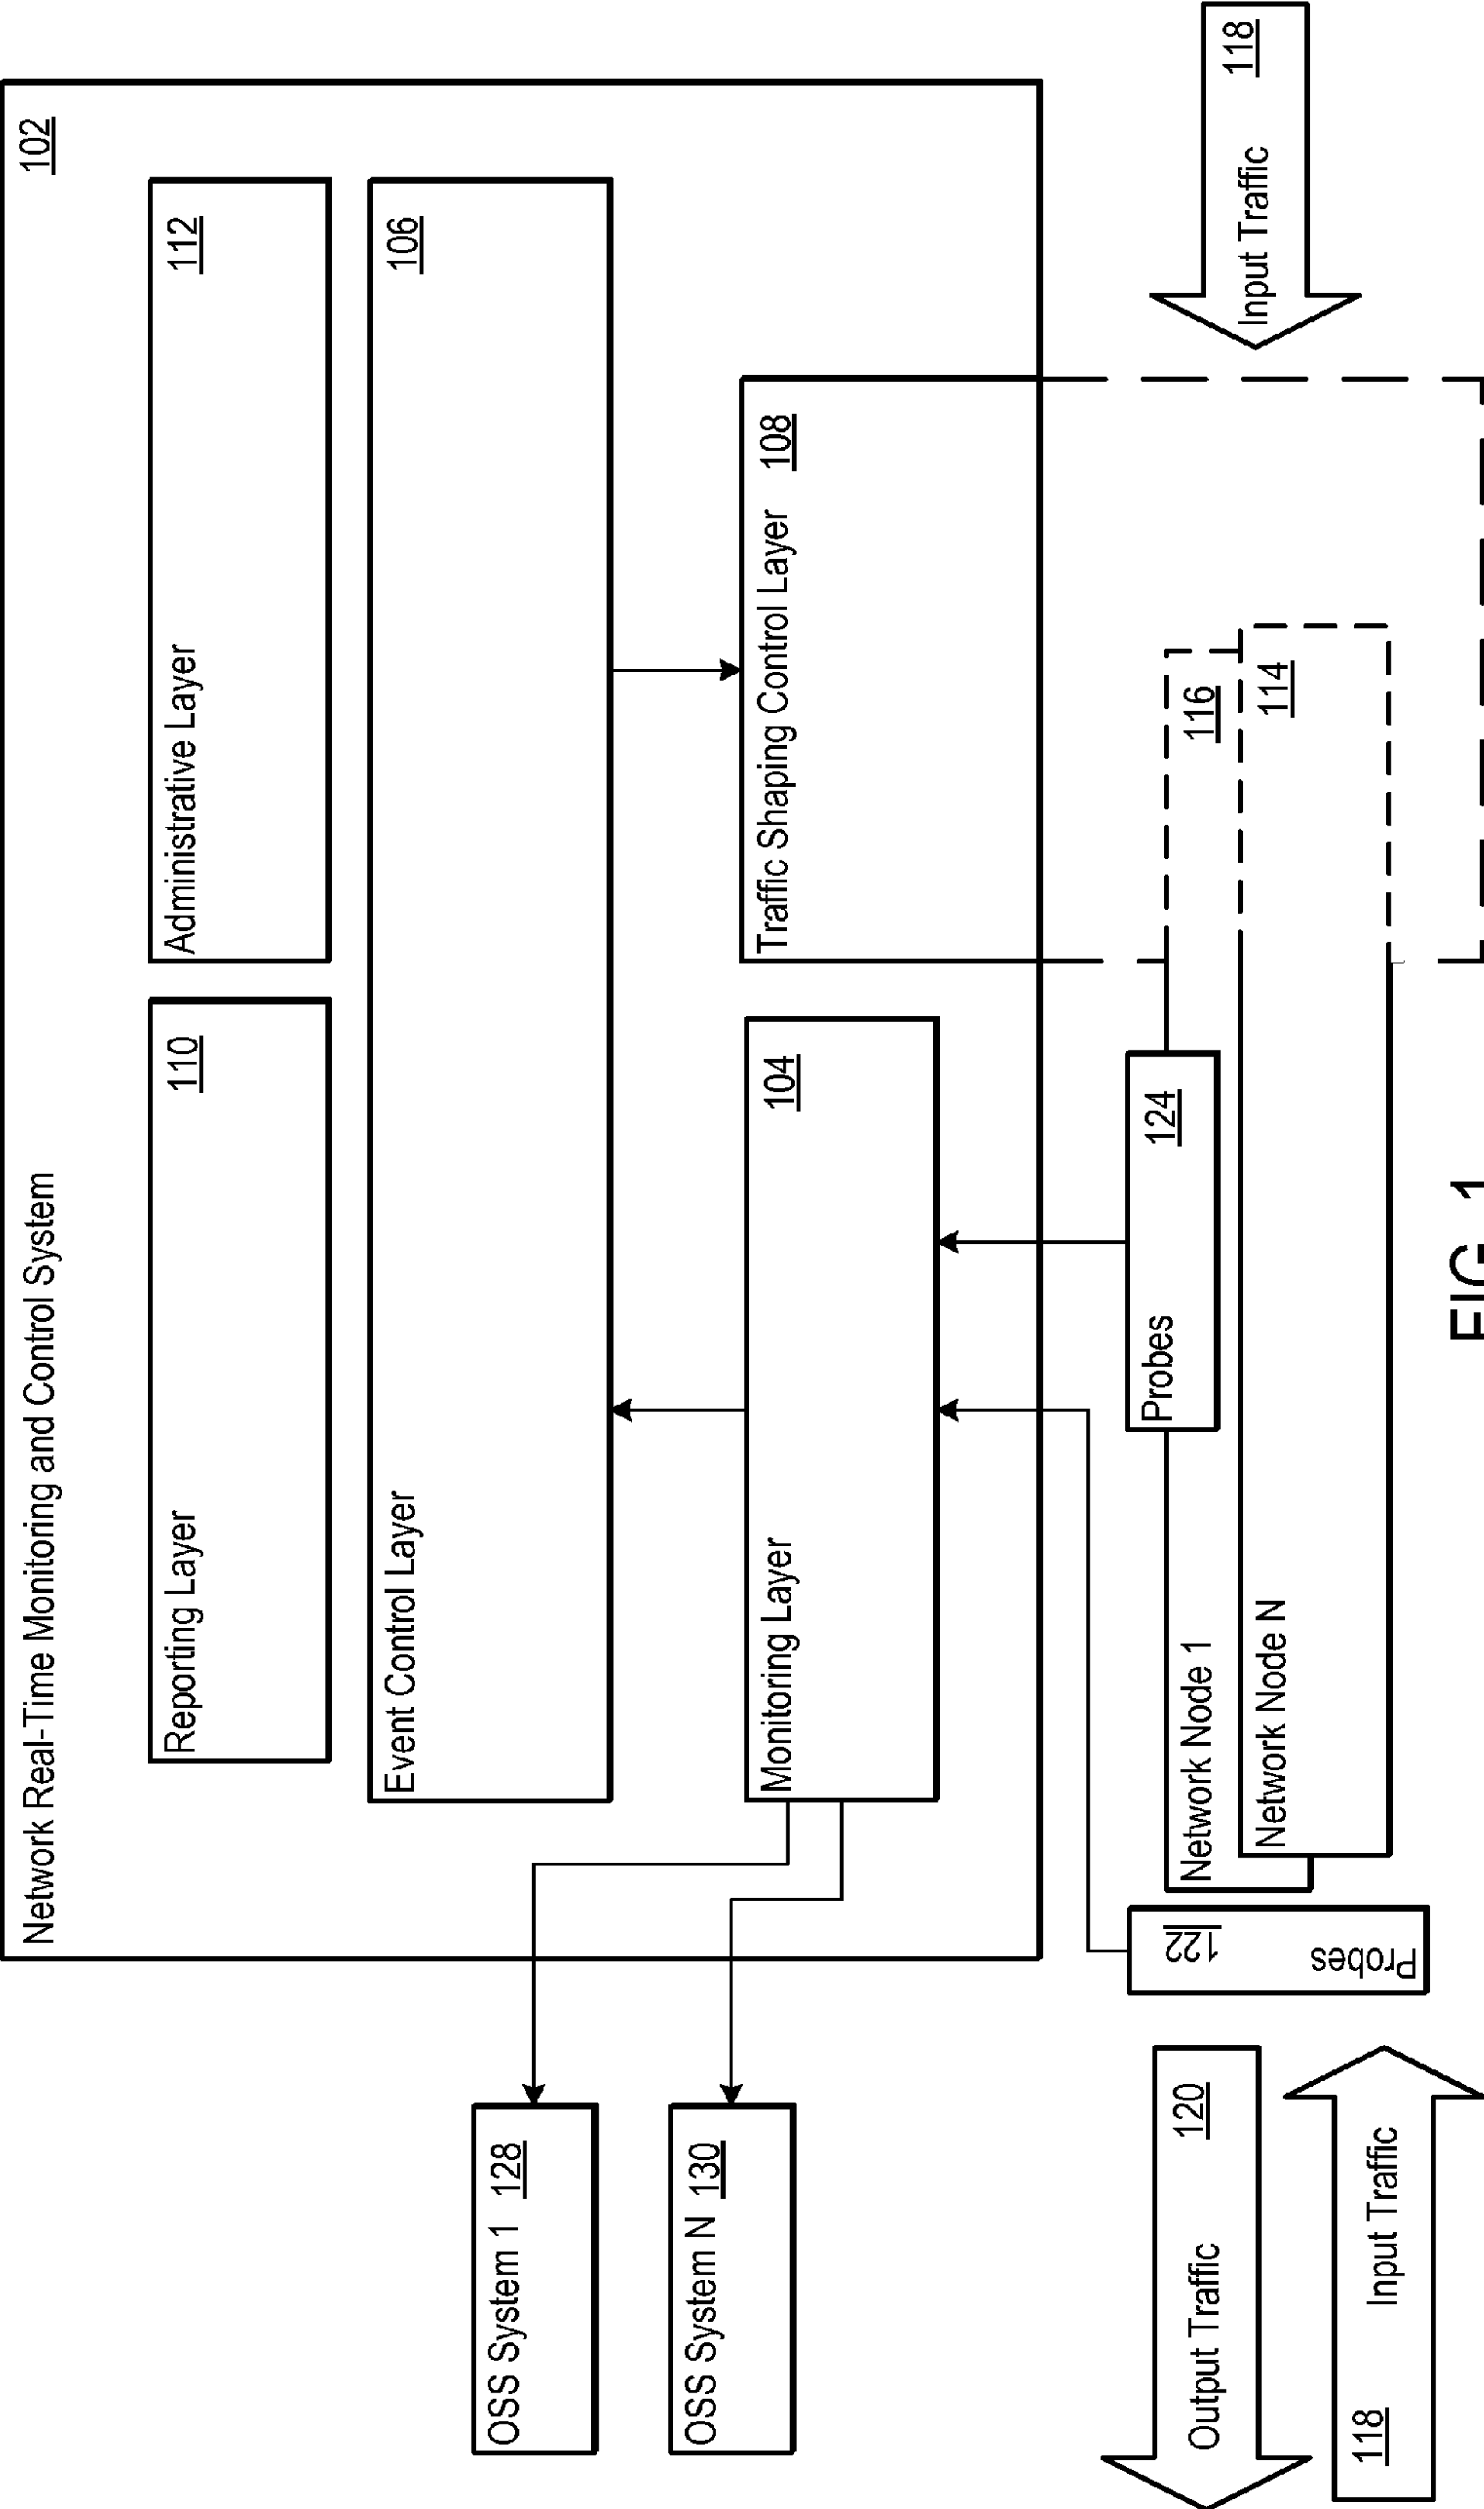 Network Real-Time Monitoring and Control System 102
Reporting Layer 110
Administrative Layer 112
Event Control Layer 106
Monitoring Layer 104
Traffic Shaping Control Layer 108
OSS System 1 128
OSS System N 130
Probes 124
Probes 122
Network Node 1 116
Network Node N 114
Output Traffic 120
118 Input Traffic
Input Traffic 118
FIG. 1